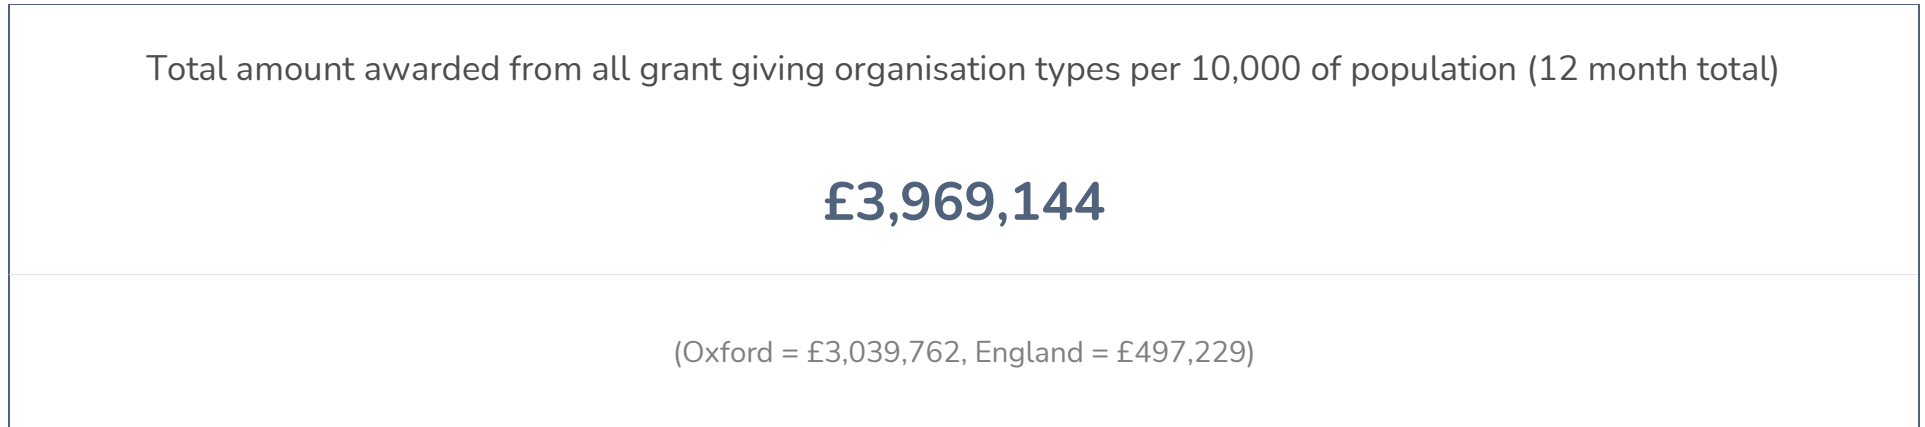 Total amount awarded from all grant giving organisation types per 10,000 of population (12 month total)
£3,969,144
(Oxford = £3,039,762, England = £497,229)